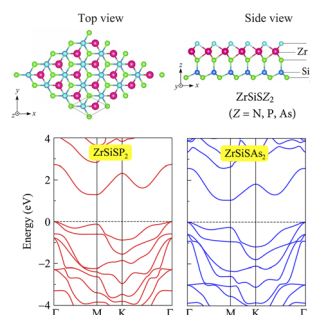 Top view
Side view
Zr
Si
y
z
x
z
y
x
ZrSiSZ₂
(Z = N, P, As)
Energy (eV)
4
2
0
−2
−4
ZrSiSP₂
ZrSiSAs₂
Γ M K Γ Γ M K Γ